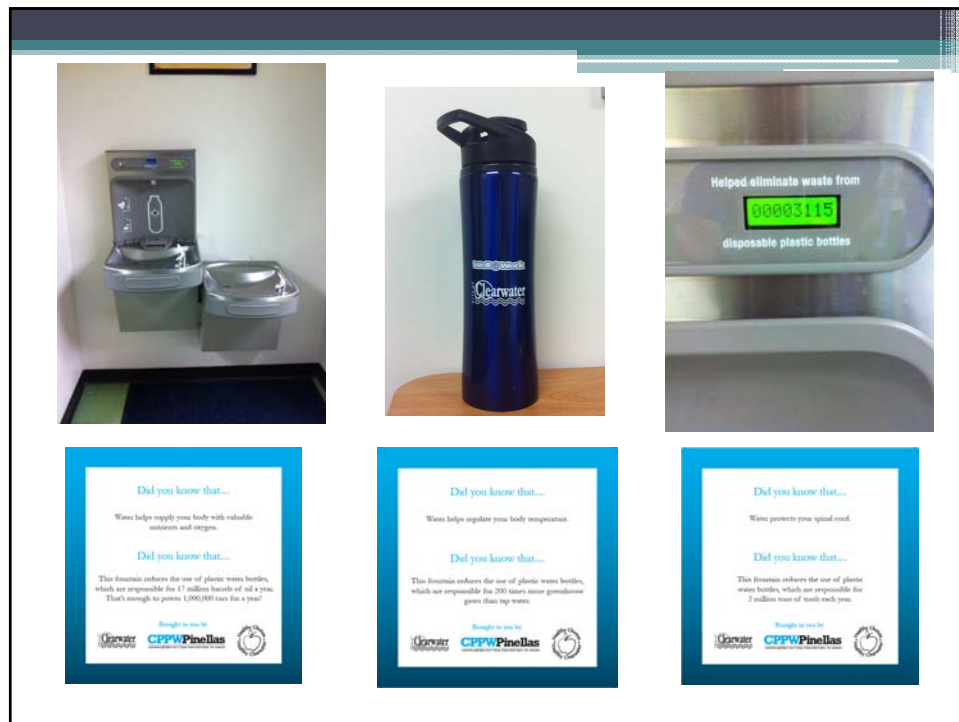 Helped eliminate waste from
00003115
disposable plastic bottles
Clearwater
Did you know that....
Water helps supply your body with valuable
nutrients and oxygen.
Did you know that....
This fountain reduces the use of plastic water bottles,
which are responsible for 17 million barrels of oil a year.
That's enough to power 1,000,000 cars for a year!
Brought to you by
Clearwater
CPPWPinellas
Did you know that....
Water helps regulate your body temperature.
Did you know that....
This fountain reduces the use of plastic water bottles,
which are responsible for 200 times more greenhouse
gases than tap water.
Brought to you by
Clearwater
CPPWPinellas
Did you know that....
Water protects your spinal cord.
Did you know that....
This fountain reduces the use of plastic
water bottles, which are responsible for
2 million tons of trash each year.
Brought to you by
Clearwater
CPPWPinellas